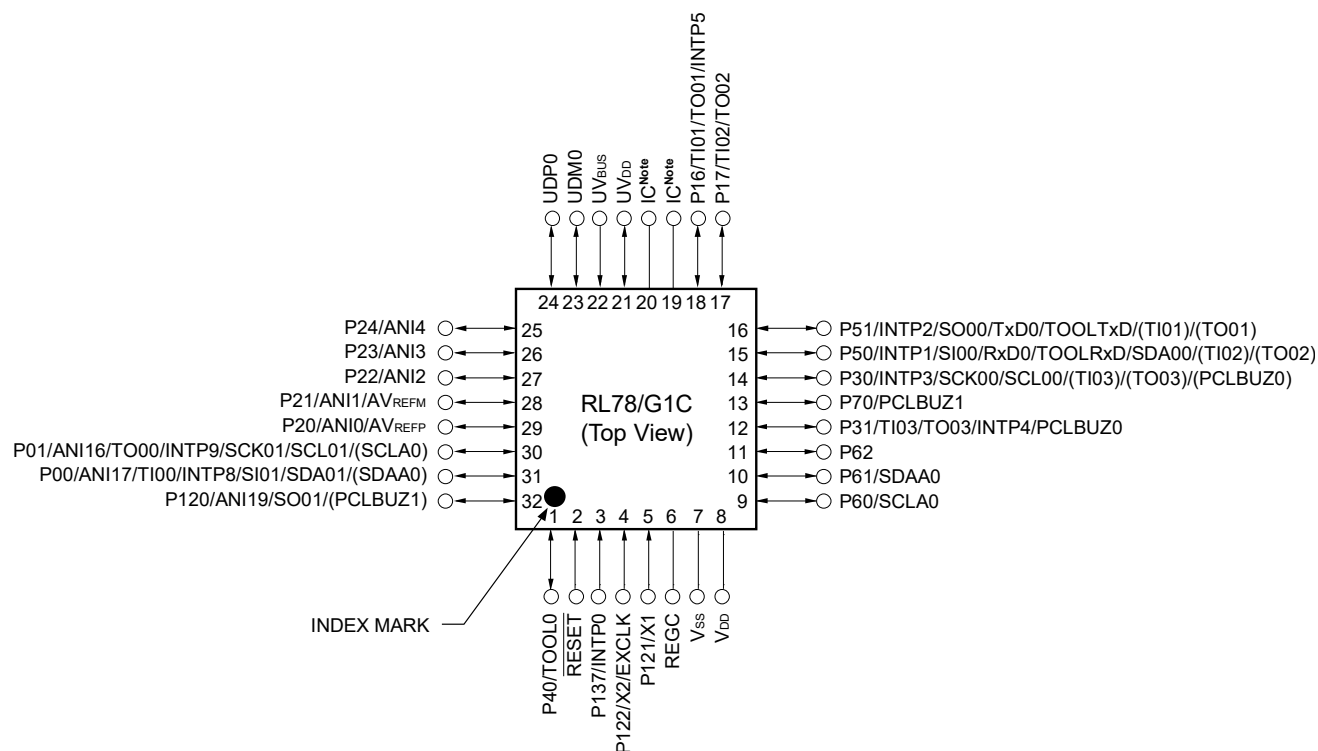 UDP0
UDM0
UVBUS
UVDD
ICNote
ICNote
P16/TI01/TO01/INTP5
P17/TI02/TO02
24 23 22 21 20 19 18 17
P24/ANI4
25
P23/ANI3
26
P22/ANI2
27
P21/ANI1/AVREFM
28
P20/ANI0/AVREFP
29
P01/ANI16/TO00/INTP9/SCK01/SCL01/(SCLA0)
30
P00/ANI17/TI00/INTP8/SI01/SDA01/(SDAA0)
31
P120/ANI19/SO01/(PCLBUZ1)
32
RL78/G1C
(Top View)
16
P51/INTP2/SO00/TxD0/TOOLTxD/(TI01)/(TO01)
15
P50/INTP1/SI00/RxD0/TOOLRxD/SDA00/(TI02)/(TO02)
14
P30/INTP3/SCK00/SCL00/(TI03)/(TO03)/(PCLBUZ0)
13
P70/PCLBUZ1
12
P31/TI03/TO03/INTP4/PCLBUZ0
11
P62
10
P61/SDAA0
9
P60/SCLA0
1 2 3 4 5 6 7 8
INDEX MARK
P40/TOOL0
RESET
P137/INTP0
P122/X2/EXCLK
P121/X1
REGC
VSS
VDD